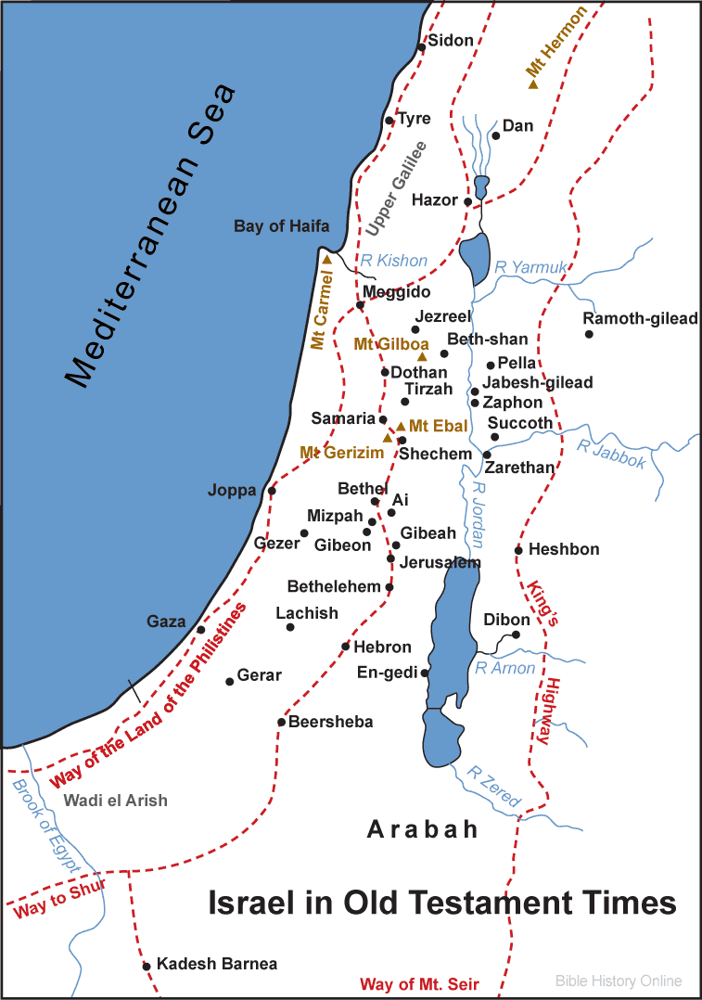 Sidon
Mt Hermon
Tyre
Dan
Mediterranean Sea
Upper Galilee
Hazor
Bay of Haifa
R Kishon
R Yarmuk
Mt Carmel
Meggido
Jezreel
Ramoth-gilead
Beth-shan
Mt Gilboa
Pella
Dothan
Jabesh-gilead
Tirzah
Zaphon
Samaria
Mt Ebal
Succoth
Mt Gerizim
Shechem
R Jabbok
Zarethan
Joppa
Bethel
Ai
R Jordan
Mizpah
Gezer
Gibeon
Gibeah
Heshbon
Jerusalem
Bethelehem
King's
Highway
Lachish
Gaza
Dibon
Hebron
R Arnon
En-gedi
Gerar
Way of the Land of the Philistines
Beersheba
R Zered
Wadi el Arish
Brook of Egypt
Arabah
Way to Shur
Israel in Old Testament Times
Kadesh Barnea
Way of Mt. Seir
Bible History Online